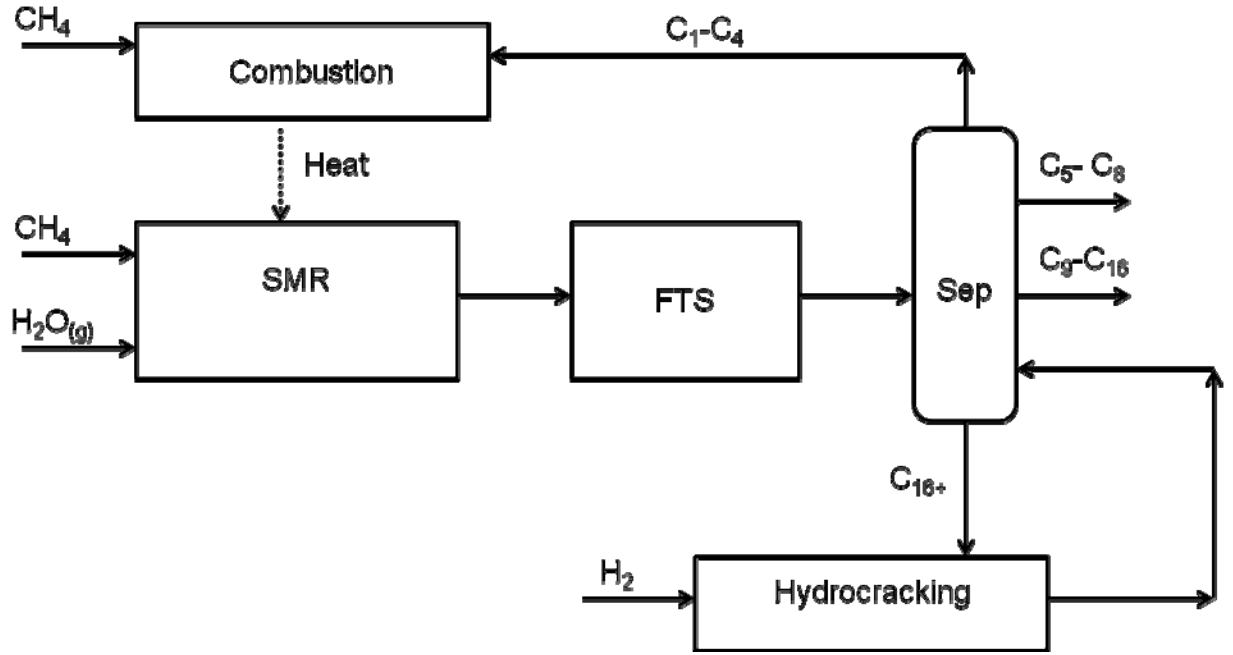 CH₄
C₁-C₄
Combustion
Heat
C₅- C₈
CH₄
SMR
C₉-C₁₆
FTS
Sep
H₂O₍g₎
C₁₆₊
H₂
Hydrocracking